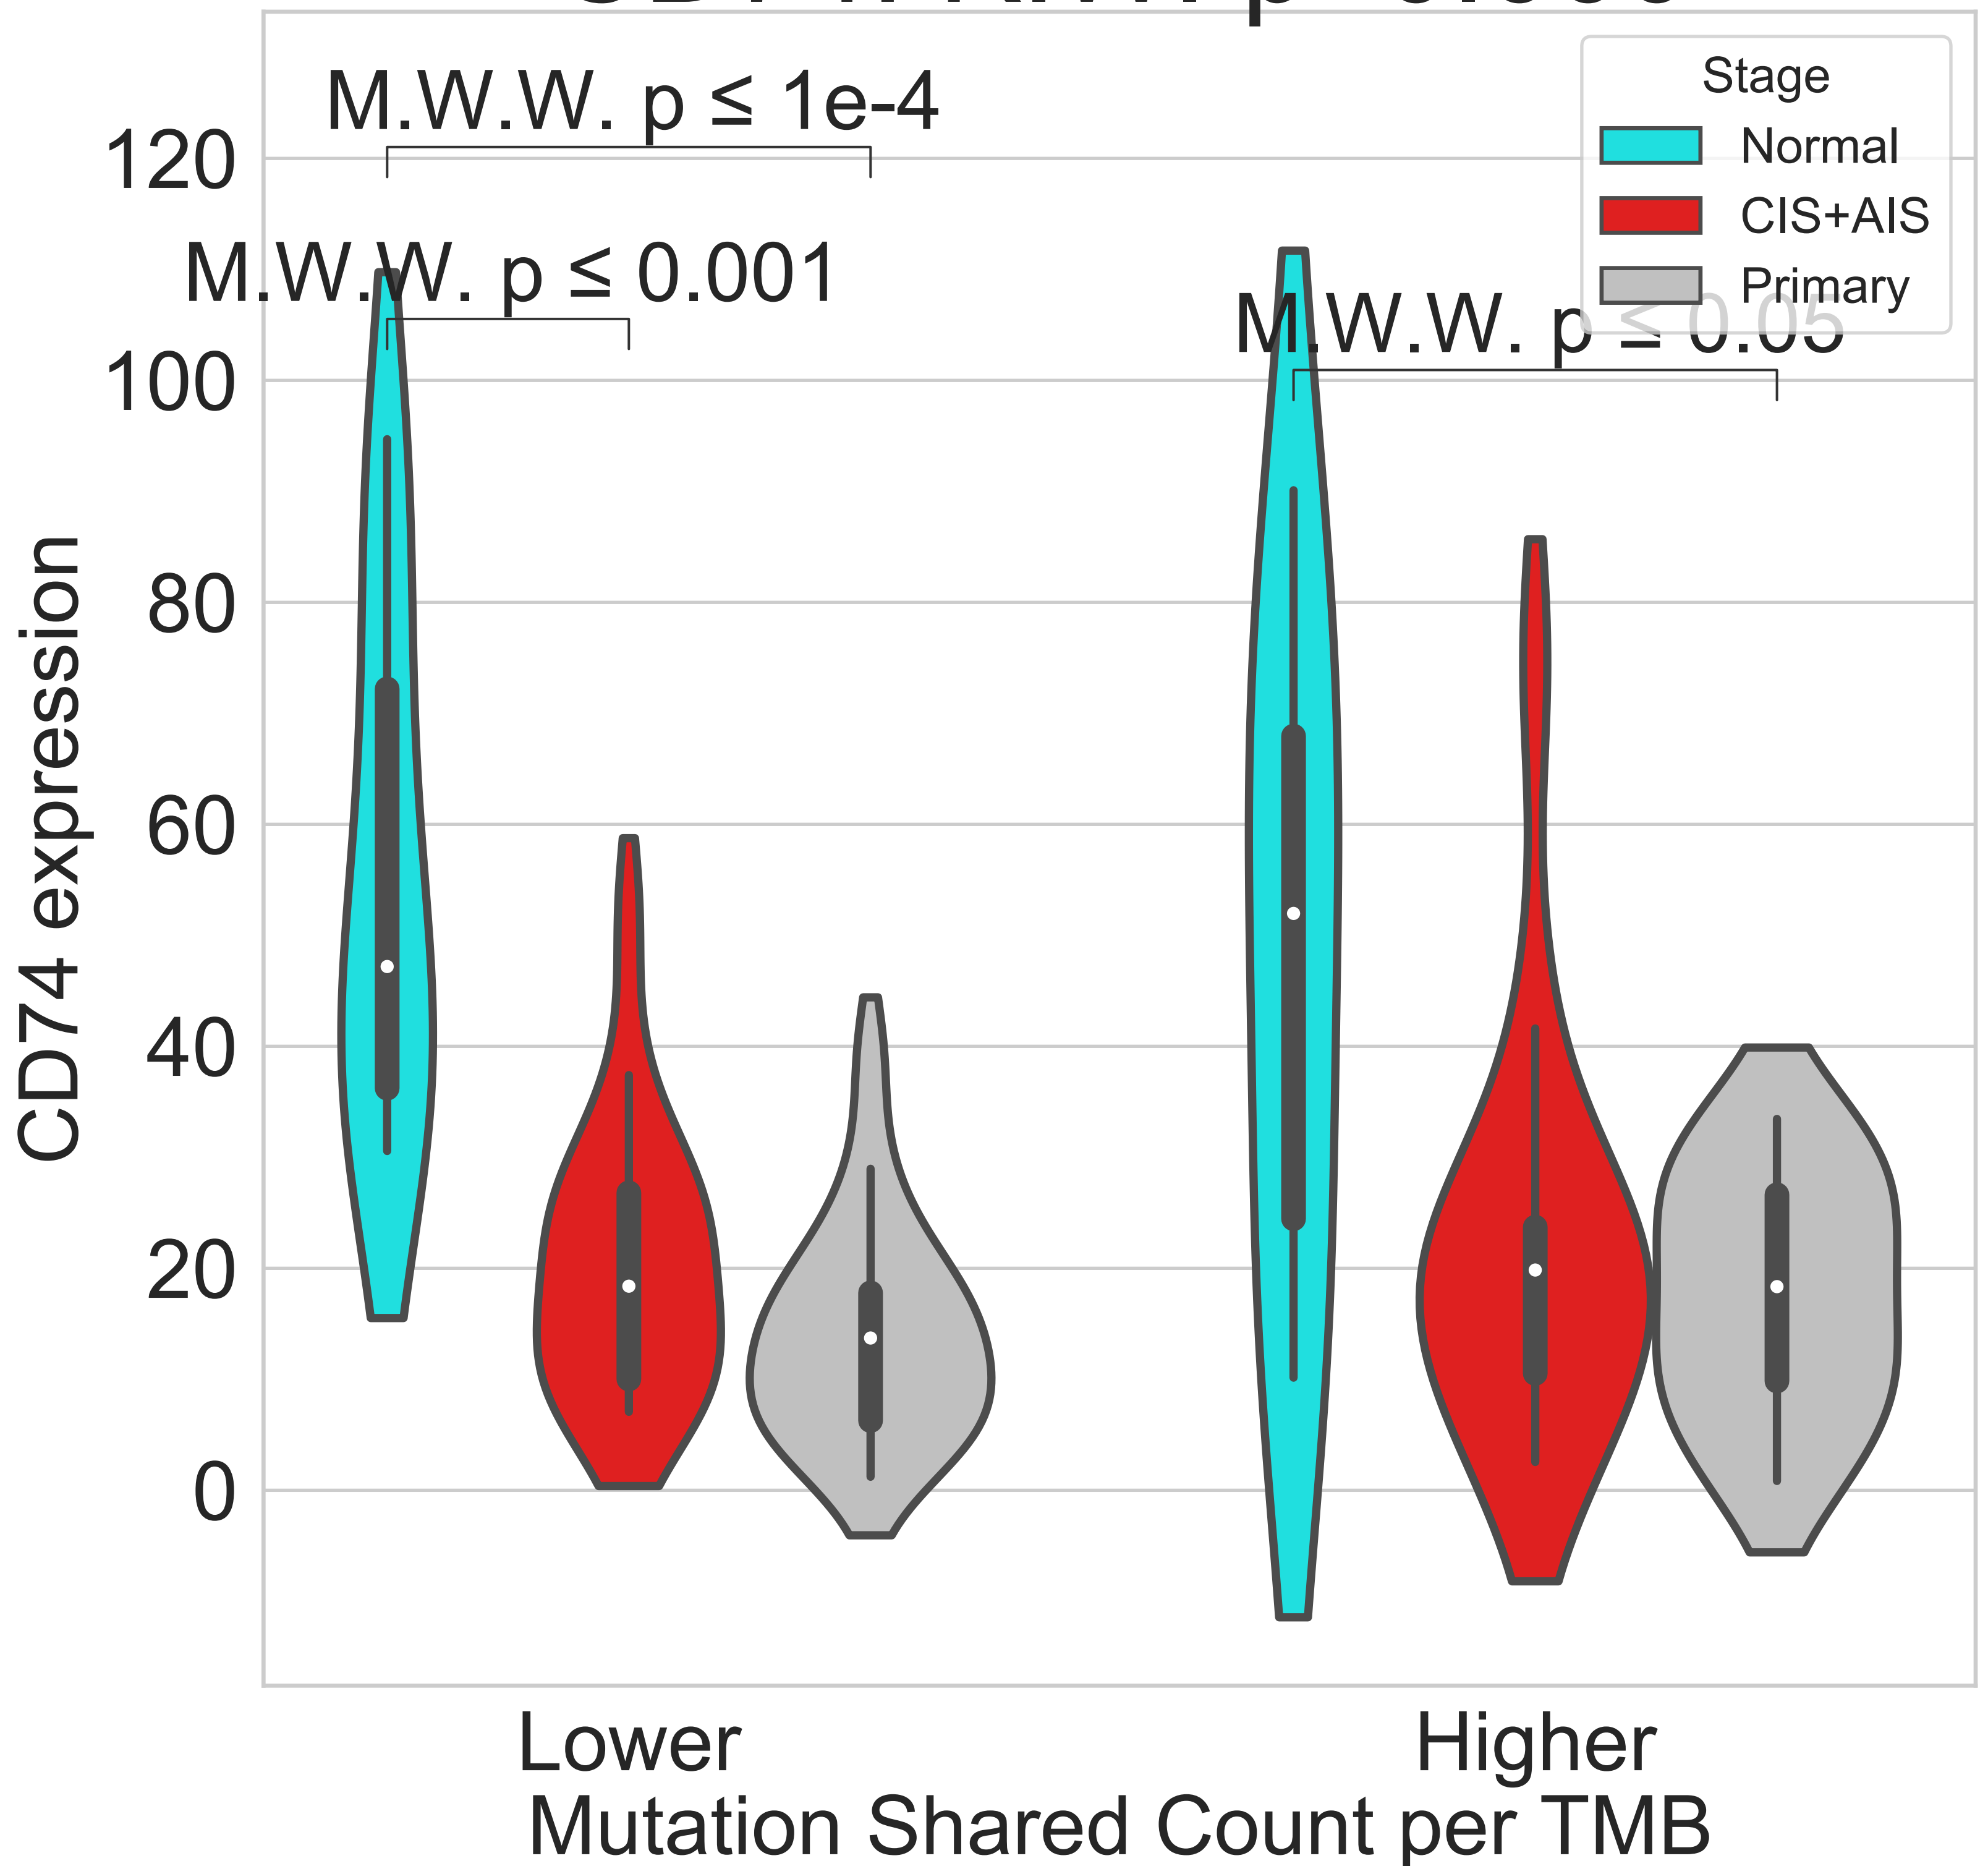 M.W.W. p ≤ 1e-4
M.W.W. p ≤ 0.001
M.W.W. p ≤ 0.05
Stage
Normal
CIS+AIS
Primary
120
100
80
60
40
20
0
CD74 expression
Lower
Higher
Mutation Shared Count per TMB